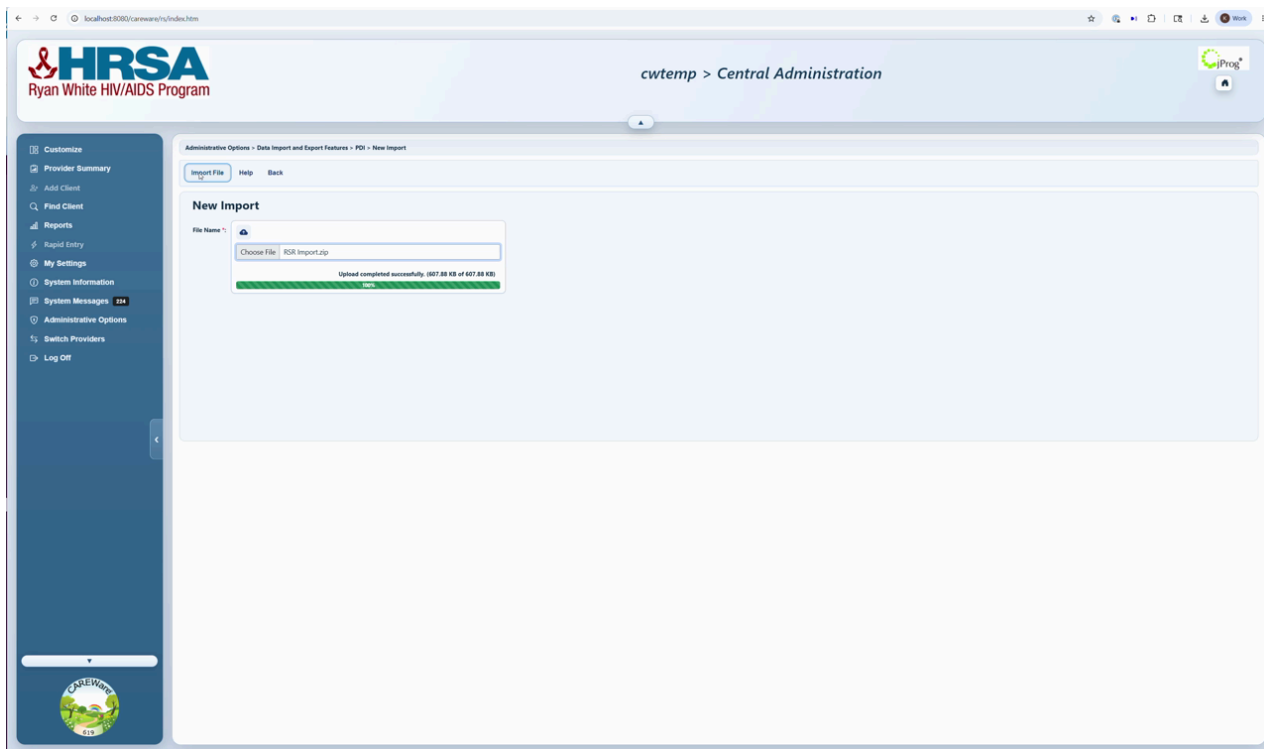 localhost:8080/careware/rs/index.htm
Work
HRSA
Ryan White HIV/AIDS Program
cwtemp > Central Administration
jProg®
Customize
Provider Summary
Add Client
Find Client
Reports
Rapid Entry
My Settings
System Information
System Messages 224
Administrative Options
Switch Providers
Log Off
Administrative Options > Data Import and Export Features > PDI > New Import
Import File Help Back
New Import
File Name *:
Choose File RSR Import.zip
Upload completed successfully. (607.88 KB of 607.88 KB)
100%
CAREWare
619